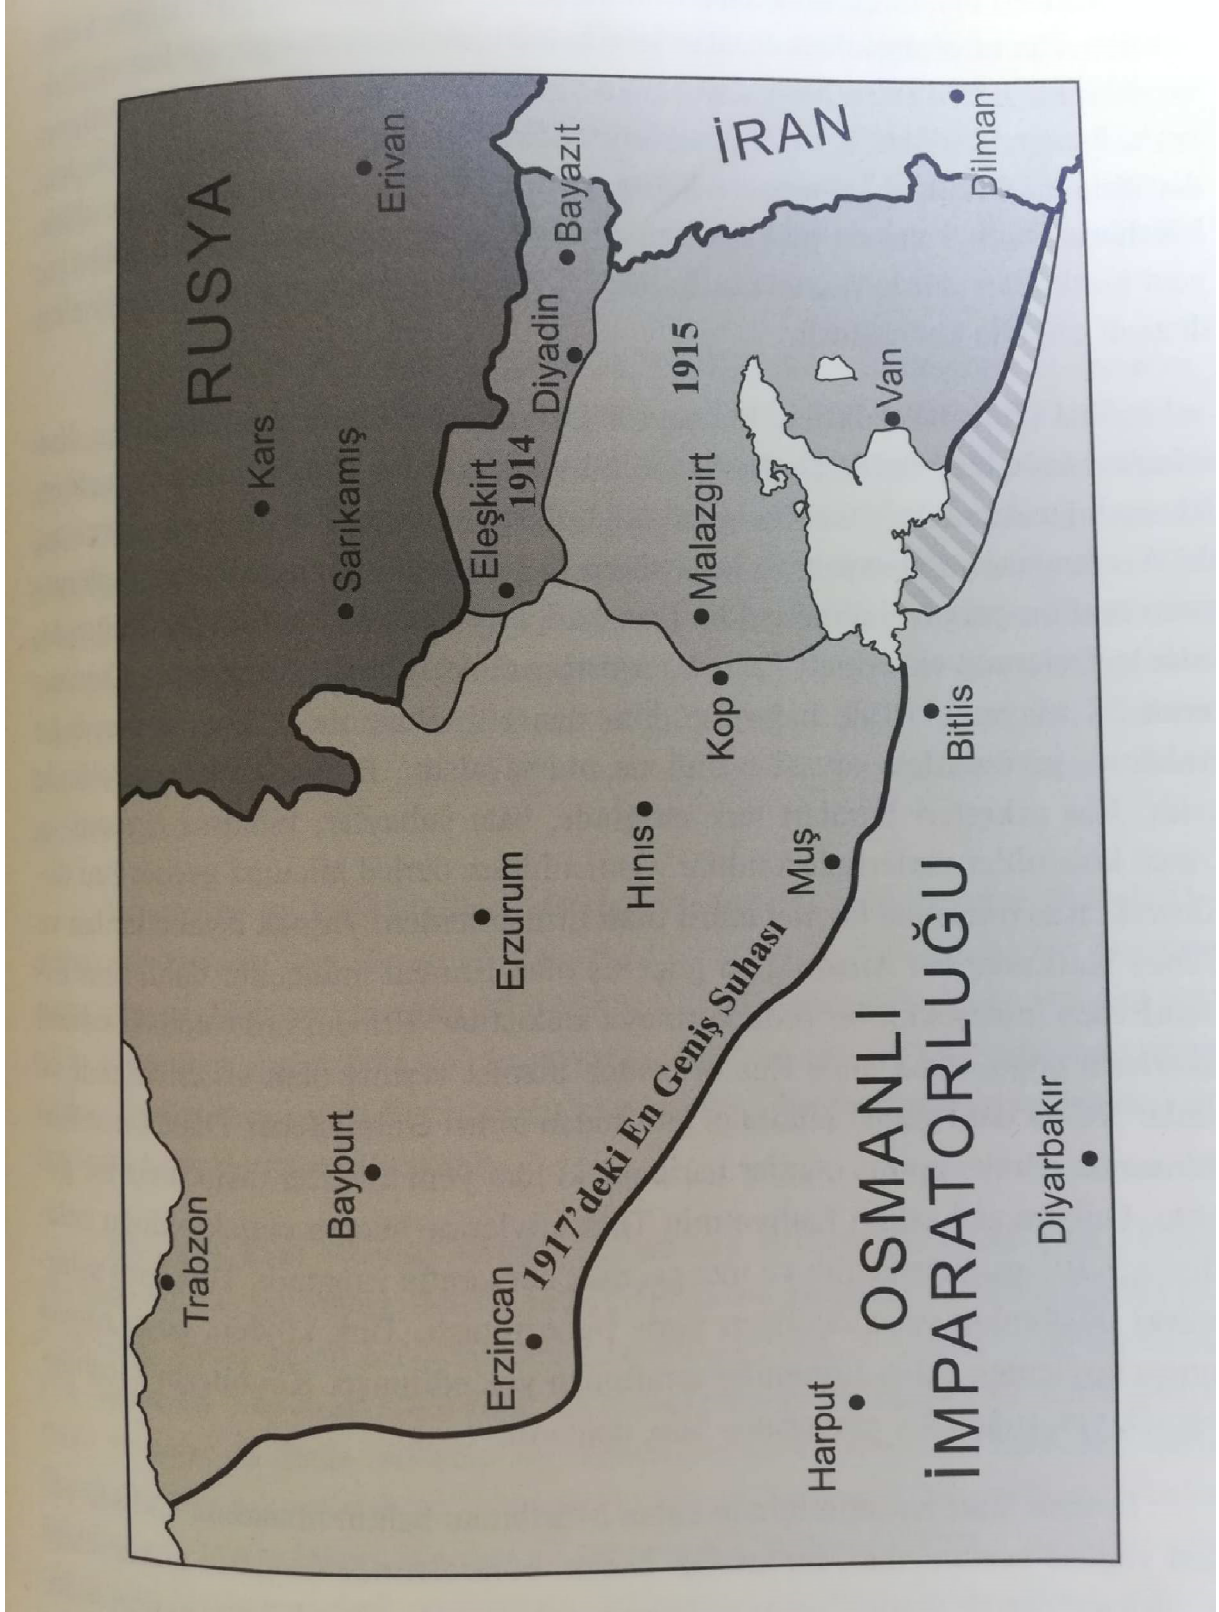 RUSYA
Erivan
Kars
Sarıkamış
İRAN
Dilman
Bayazıt
Diyadin
Eleşkirt
1914
1915
Van
Malazgirt
Kop
Bitlis
Hınıs
Muş
Erzurum
1917'deki En Geniş Suhası
Bayburt
Trabzon
Erzincan
OSMANLI
İMPARATORLUĞU
Diyarbakır
Harput